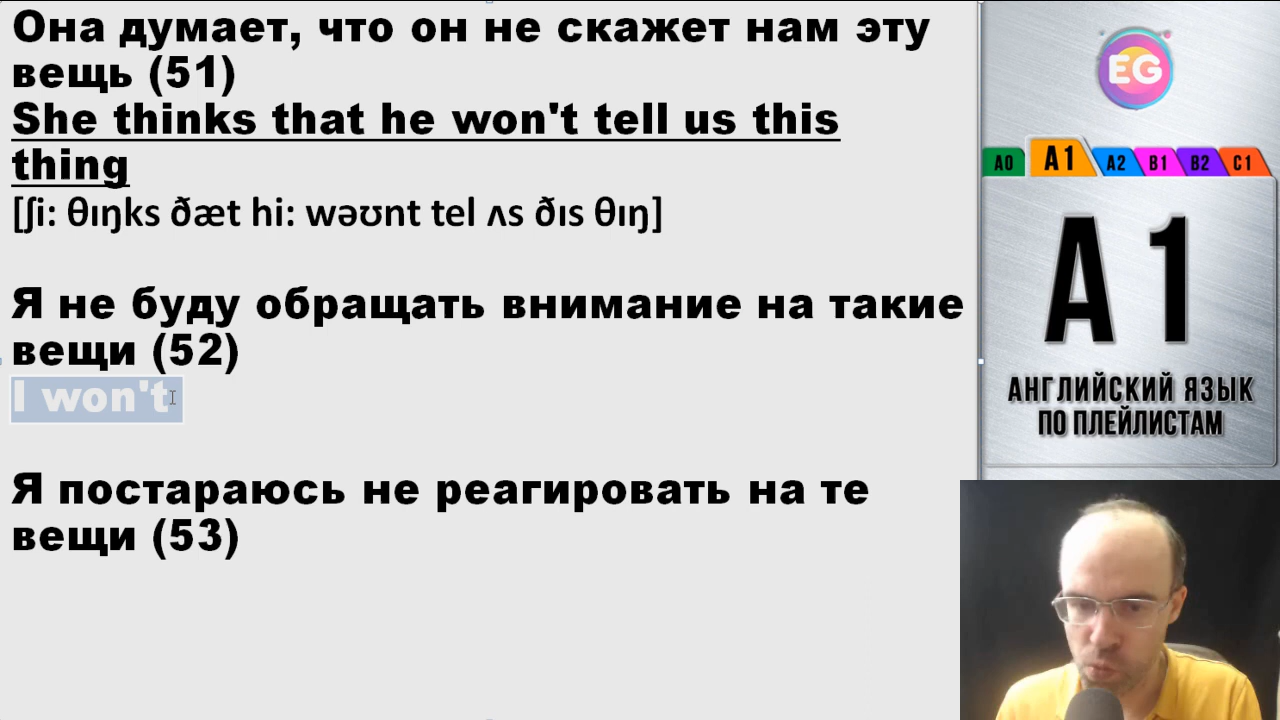 Она думает, что он не скажет нам эту
вещь (51)
She thinks that he won't tell us this
thing
[ʃi: θɪŋks ðæt hi: wəʊnt tel ʌs ðɪs θɪŋ]
Я не буду обращать внимание на такие
вещи (52)
I won't
Я постараюсь не реагировать на те
вещи (53)
EG
A0 A1 A2 B1 B2 C1
A 1
АНГЛИЙСКИЙ ЯЗЫК
ПО ПЛЕЙЛИСТАМ